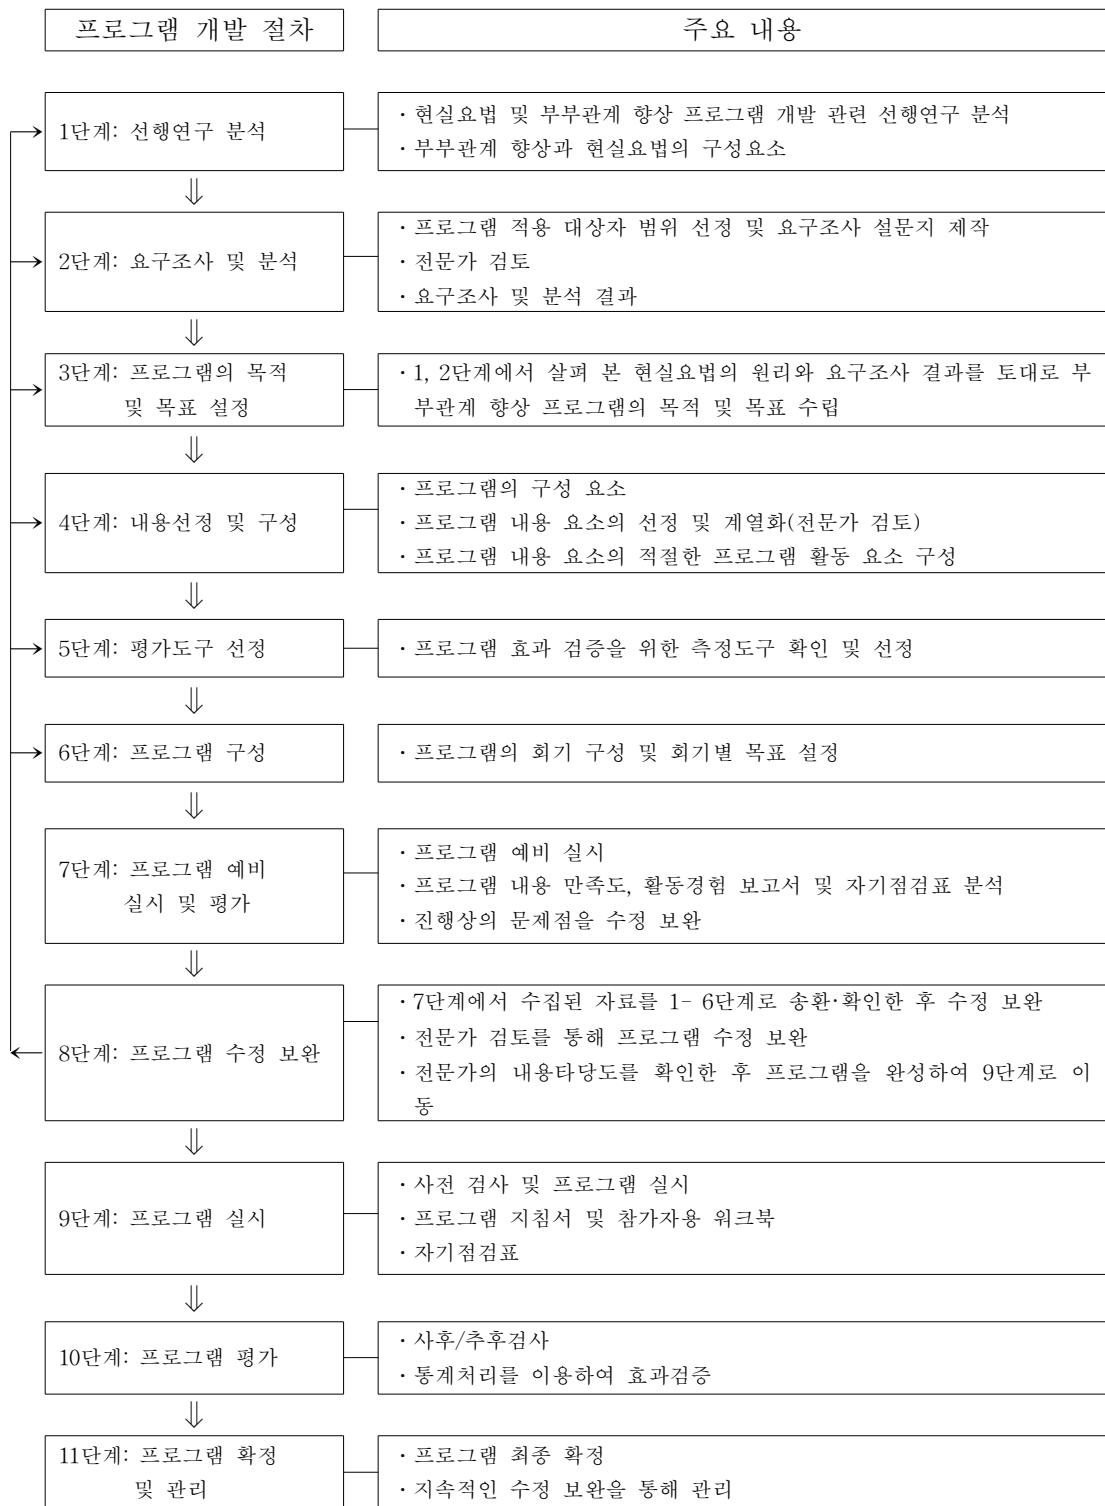 프로그램 개발 절차
주요 내용
1단계: 선행연구 분석
· 현실요법 및 부부관계 향상 프로그램 개발 관련 선행연구 분석
· 부부관계 향상과 현실요법의 구성요소
2단계: 요구조사 및 분석
· 프로그램 적용 대상자 범위 선정 및 요구조사 설문지 제작
· 전문가 검토
· 요구조사 및 분석 결과
3단계: 프로그램의 목적
및 목표 설정
· 1, 2단계에서 살펴 본 현실요법의 원리와 요구조사 결과를 토대로 부
부관계 향상 프로그램의 목적 및 목표 수립
4단계: 내용선정 및 구성
· 프로그램의 구성 요소
· 프로그램 내용 요소의 선정 및 계열화(전문가 검토)
· 프로그램 내용 요소의 적절한 프로그램 활동 요소 구성
5단계: 평가도구 선정
· 프로그램 효과 검증을 위한 측정도구 확인 및 선정
6단계: 프로그램 구성
· 프로그램의 회기 구성 및 회기별 목표 설정
7단계: 프로그램 예비
실시 및 평가
· 프로그램 예비 실시
· 프로그램 내용 만족도, 활동경험 보고서 및 자기점검표 분석
· 진행상의 문제점을 수정 보완
8단계: 프로그램 수정 보완
· 7단계에서 수집된 자료를 1- 6단계로 송환·확인한 후 수정 보완
· 전문가 검토를 통해 프로그램 수정 보완
· 전문가의 내용타당도를 확인한 후 프로그램을 완성하여 9단계로 이
동
9단계: 프로그램 실시
· 사전 검사 및 프로그램 실시
· 프로그램 지침서 및 참가자용 워크북
· 자기점검표
10단계: 프로그램 평가
· 사후/추후검사
· 통계처리를 이용하여 효과검증
11단계: 프로그램 확정
및 관리
· 프로그램 최종 확정
· 지속적인 수정 보완을 통해 관리